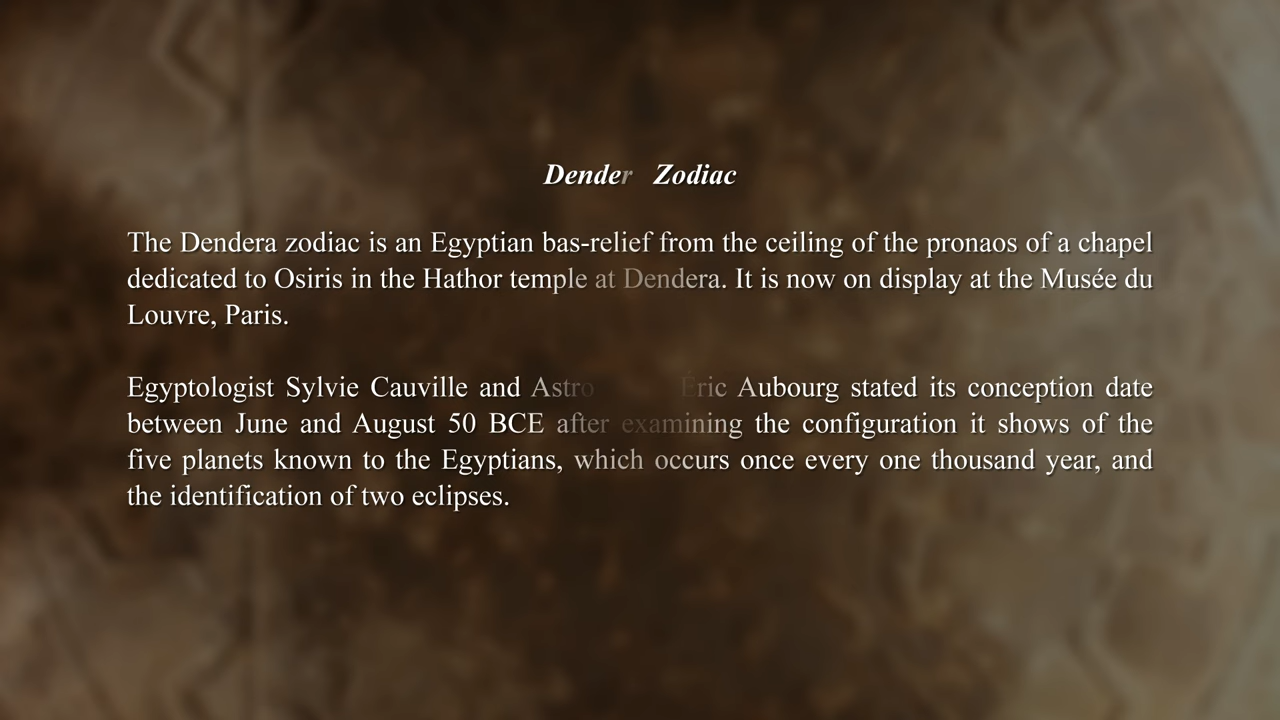 Dender Zodiac
The Dendera zodiac is an Egyptian bas-relief from the ceiling of the pronaos of a chapel
dedicated to Osiris in the Hathor temple at Dendera. It is now on display at the Musée du
Louvre, Paris.
Egyptologist Sylvie Cauville and Astro Eric Aubourg stated its conception date
between June and August 50 BCE after examining the configuration it shows of the
five planets known to the Egyptians, which occurs once every one thousand year, and
the identification of two eclipses.